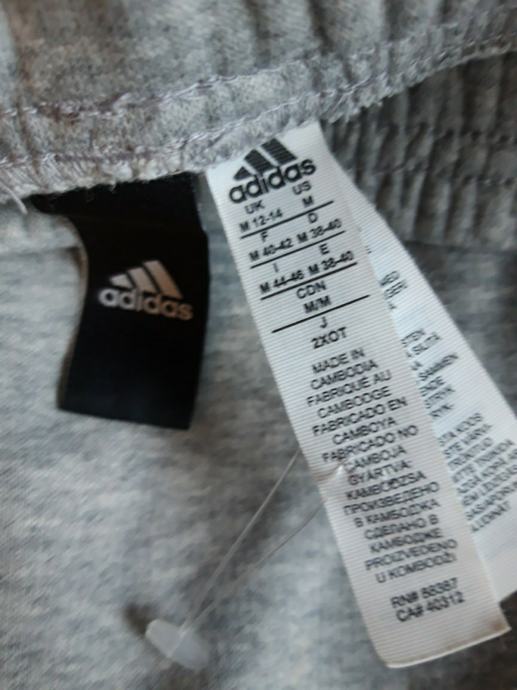 adidas
adidas
UK US
M 12-14 M
F D
M 40-42 M 38-40
I E
M 44-46 M 38-40
CDN
M/M
J
2XOT
MADE IN
CAMBODIA
FABRIQUE AU
CAMBODGE
FABRICADO EN
CAMBOYA
FABRICADO NO
CAMBOJA
GYÁRTVA:
KAMBODZSA
ПРОИЗВЕДЕНО
В КАМБОДЖА
СДЕЛАНО В
КАМБОДЖЕ
PROIZVEDENO
U KOMBODŽI
RN# 88387
CA# 40312